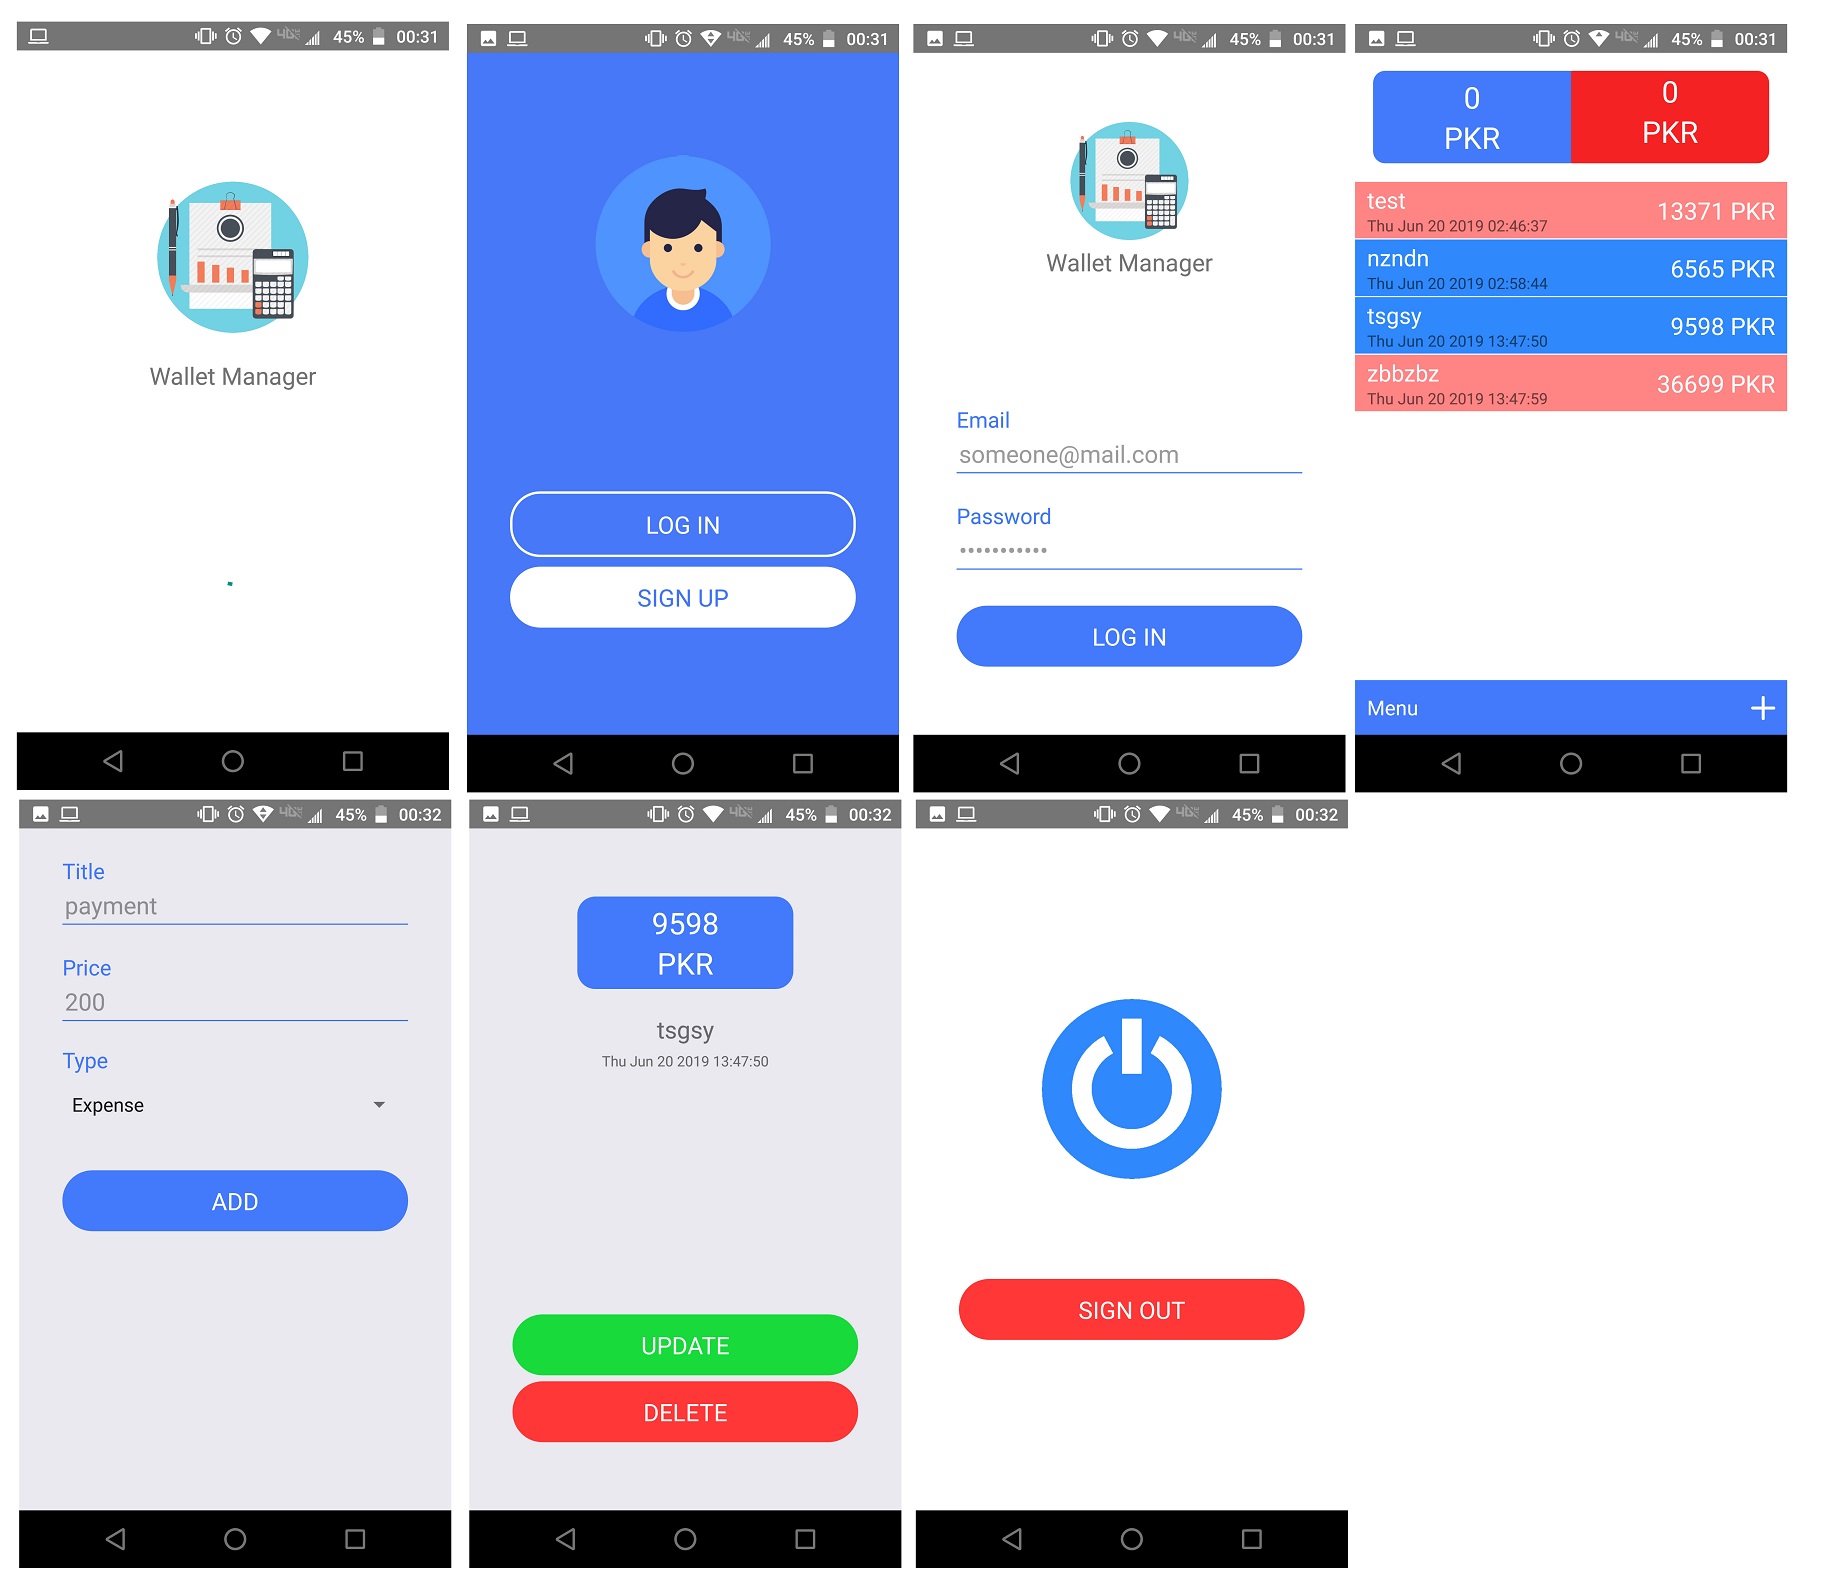 45% 00:31
Wallet Manager
45% 00:31
LOG IN
SIGN UP
45% 00:31
Wallet Manager
Email
someone@mail.com
Password
•••••••••••
LOG IN
45% 00:31
0
PKR
0
PKR
test
13371 PKR
Thu Jun 20 2019 02:46:37
nzndn
6565 PKR
Thu Jun 20 2019 02:58:44
tsgsy
9598 PKR
Thu Jun 20 2019 13:47:50
zbbzbz
36699 PKR
Thu Jun 20 2019 13:47:59
Menu
45% 00:32
Title
payment
Price
200
Type
Expense
ADD
45% 00:32
9598
PKR
tsgsy
Thu Jun 20 2019 13:47:50
UPDATE
DELETE
45% 00:32
SIGN OUT